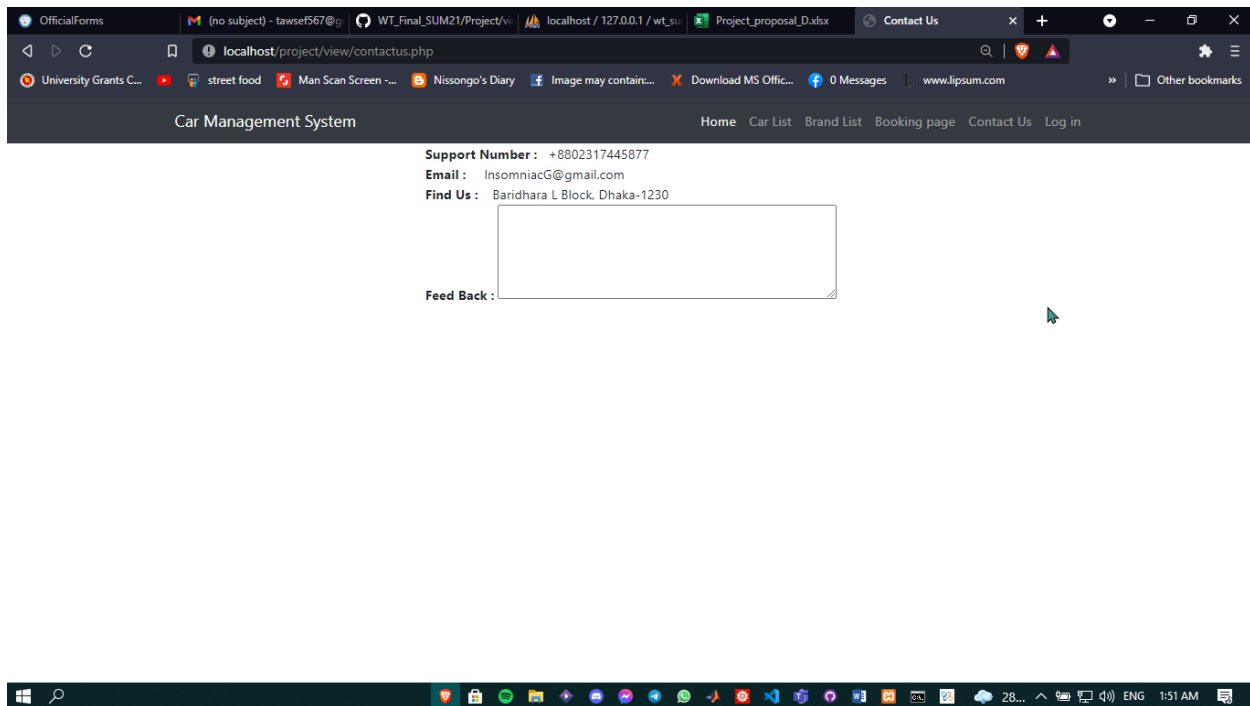 OfficialForms
(no subject) - tawsef567@g
WT_Final_SUM21/Project/vi
localhost / 127.0.0.1 / wt_su
Project_proposal_D.xlsx
Contact Us
localhost/project/view/contactus.php
University Grants C...
street food
Man Scan Screen -...
Nissongo's Diary
Image may contain:...
Download MS Offic...
0 Messages
www.lipsum.com
»
Other bookmarks
Car Management System
Home Car List Brand List Booking page Contact Us Log in
Support Number : +8802317445877
Email : InsomniacG@gmail.com
Find Us : Baridhara L Block, Dhaka-1230
Feed Back :
28... ENG 1:51 AM